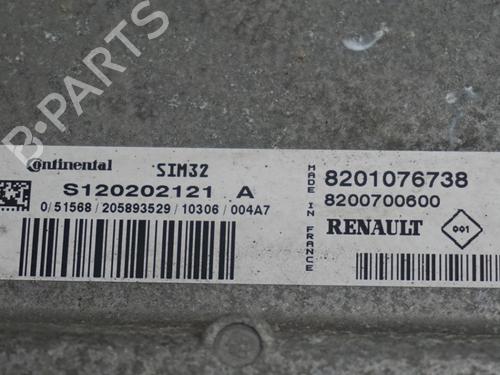 B-PARTS
Continental SIM32
S120202121 A
0/51568/205893529/10306/004A7
MADE IN FRANCE
8201076738
8200700600
RENAULT
001